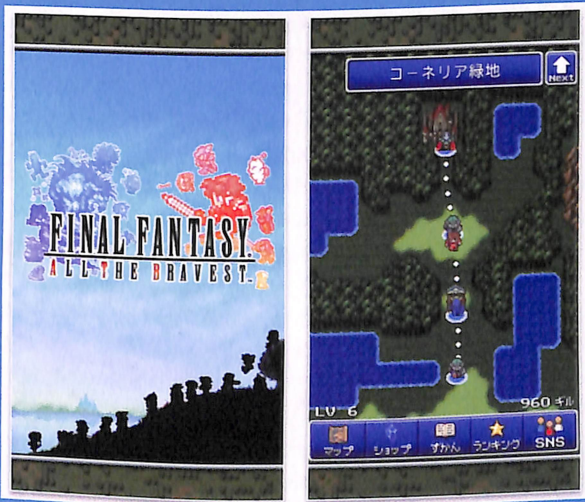 FINAL FANTASY
ALL THE BRAVEST
コーネリア緑地
Next
LV 6
960 ギル
マップ
ショップ
ずかん
ランキング
SNS